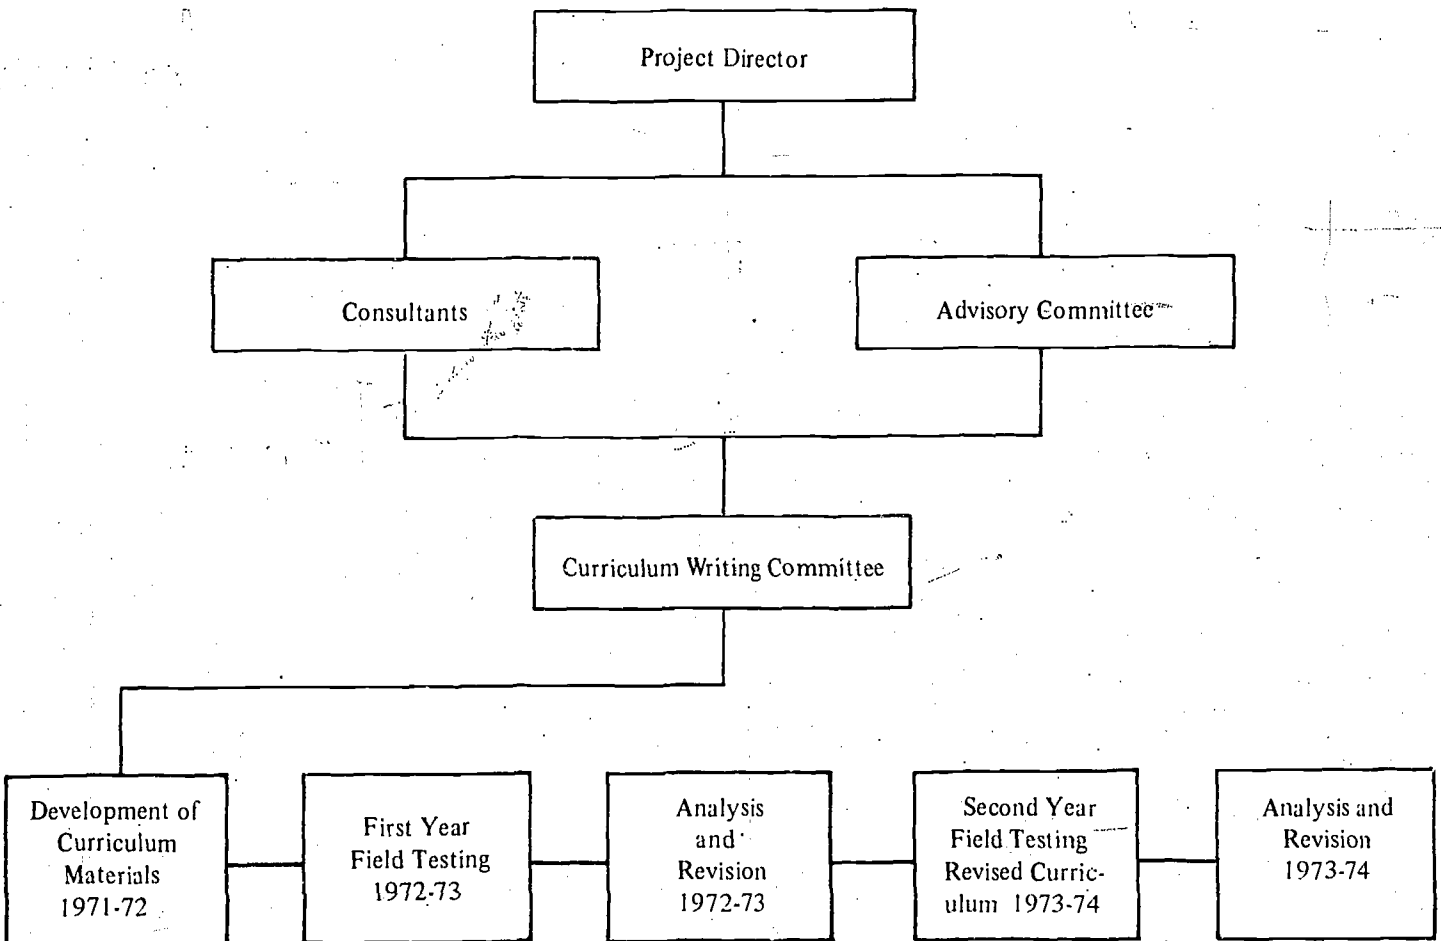 Project Director
Consultants
Advisory Committee
Curriculum Writing Committee
Development of
Curriculum
Materials
1971-72
First Year
Field Testing
1972-73
Analysis
and
Revision
1972-73
Second Year
Field Testing
Revised Curric-
ulum 1973-74
Analysis and
Revision
1973-74